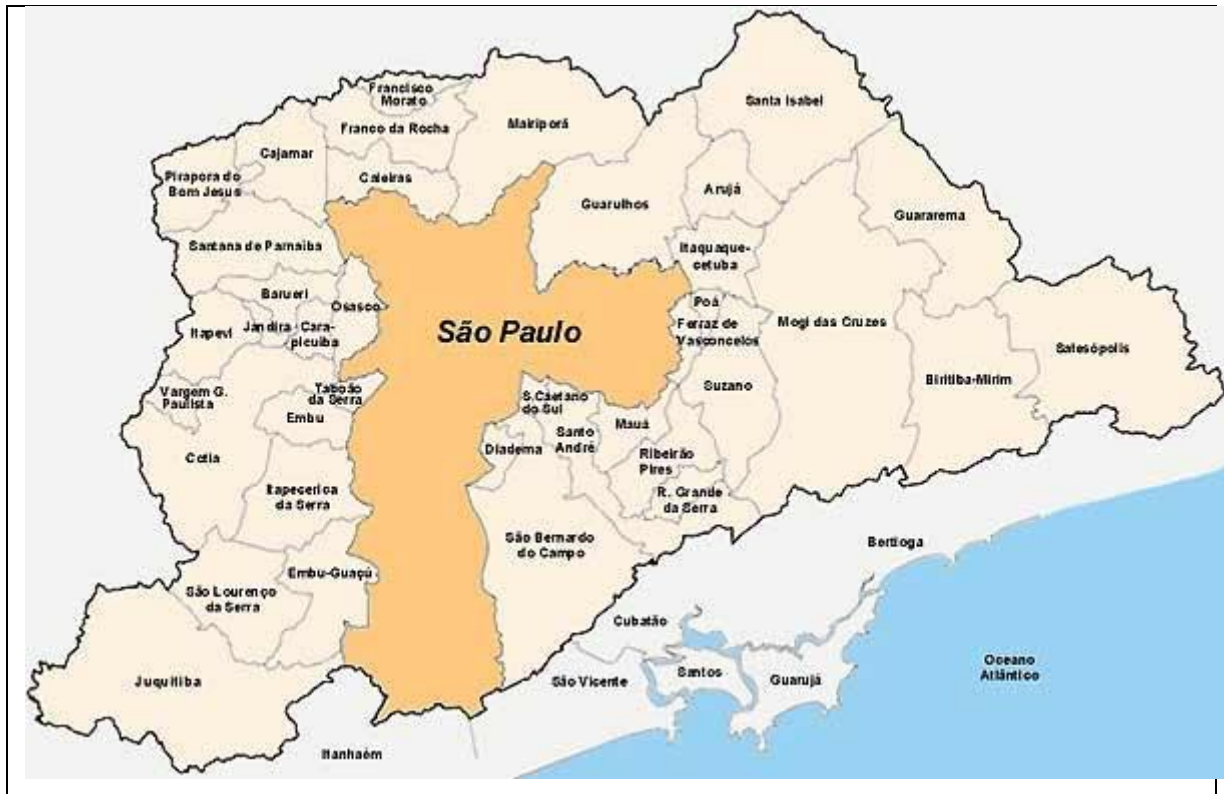 Francisco
Morato
Santa Isabel
Mairiporã
Franco da Rocha
Cajamar
Pirapora do
Bom Jesus
Caieiras
Arujá
Guarulhos
Guararema
Santana de Parnaíba
Itaquaque-
cetuba
Barueri
Osasco
Poá
Itapevi
Jandira
Cara-
picuiba
São Paulo
Ferraz de
Vasconcelos
Mogi das Cruzes
Salesópolis
Biritiba-Mirim
Suzano
Vargem G.
Paulista
Taboão
da Serra
Embu
S.Caetano
do Sul
Mauá
Santo
André
Diadema
Cotia
Ribeirão
Pires
Itapecerica
da Serra
R. Grande
da Serra
São Bernardo
do Campo
Bertioga
Embu-Guaçú
São Lourenço
da Serra
Cubatão
Oceano
Atlântico
Santos
Guarujá
São Vicente
Juquitiba
Itanhaém